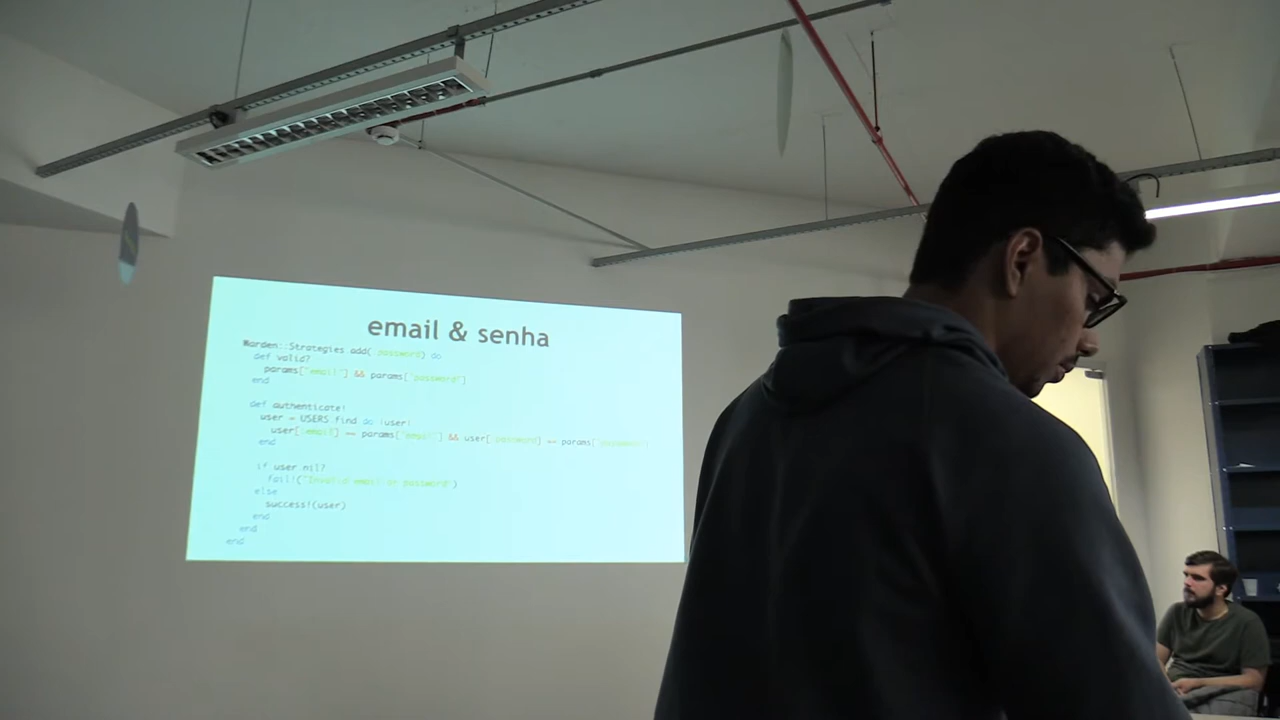 email & senha
Warden::Strategies.add(:password) do
def valid?
params["email"] && params["password"]
end
def authenticate!
user = USERS.find do |user|
user[:email] == params["email"] && user[:password] == params["password"]
end
if user.nil?
fail!("Invalid email or password")
else
success!(user)
end
end
end